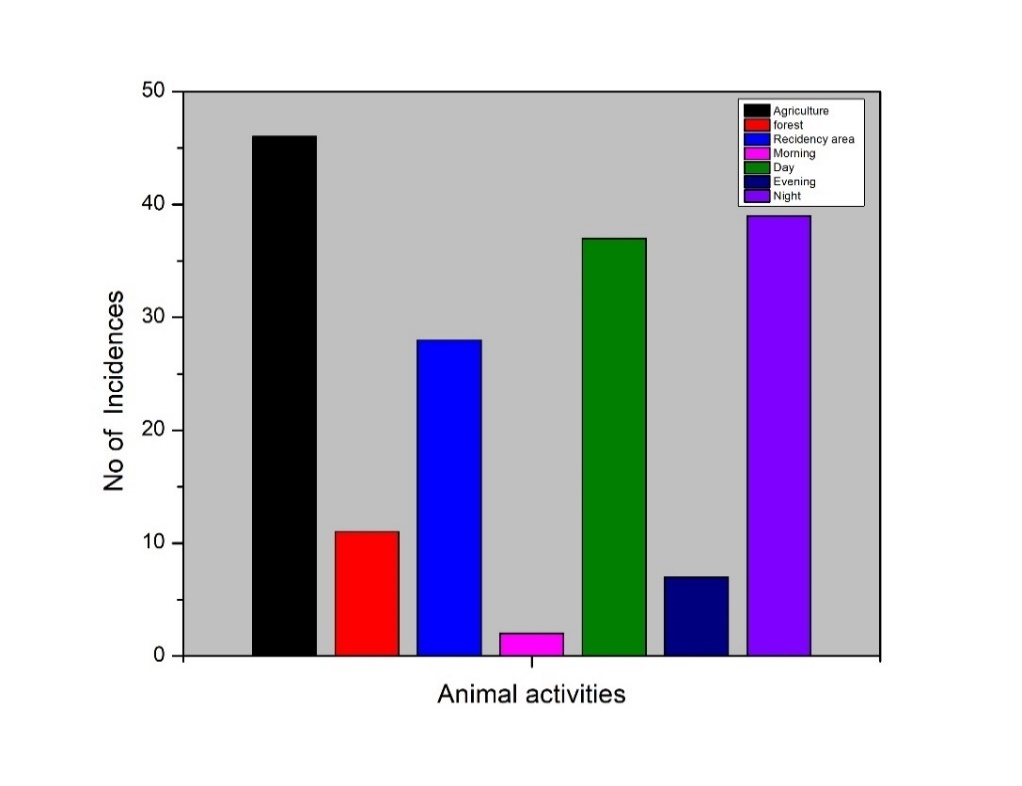 50
40
30
20
10
0
No of Incidences
Animal activities
Agriculture
forest
Recidency area
Morning
Day
Evening
Night